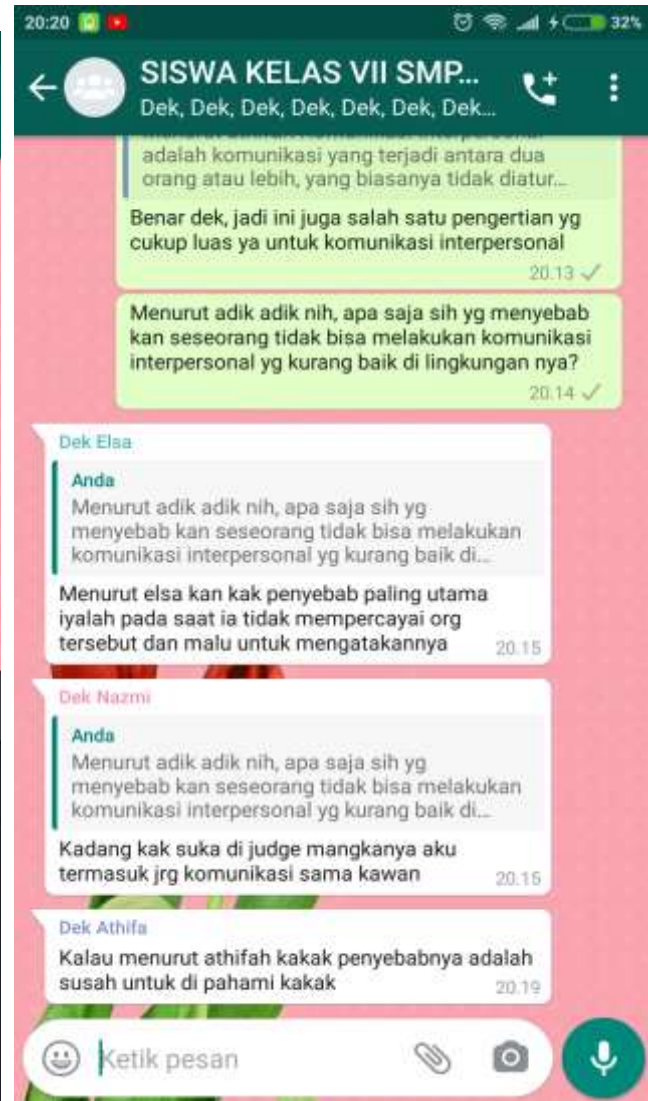 20:20
32%
SISWA KELAS VII SMP...
Dek, Dek, Dek, Dek, Dek, Dek, Dek...
adalah komunikasi yang terjadi antara dua
orang atau lebih, yang biasanya tidak diatur...
Benar dek, jadi ini juga salah satu pengertian yg
cukup luas ya untuk komunikasi interpersonal
20.13
Menurut adik adik nih, apa saja sih yg menyebab
kan seseorang tidak bisa melakukan komunikasi
interpersonal yg kurang baik di lingkungan nya?
20.14
Dek Elsa
Anda
Menurut adik adik nih, apa saja sih yg
menyebab kan seseorang tidak bisa melakukan
komunikasi interpersonal yg kurang baik di...
Menurut elsa kan kak penyebab paling utama
iyalah pada saat ia tidak mempercayai org
tersebut dan malu untuk mengatakannya
20.15
Dek Nazmi
Anda
Menurut adik adik nih, apa saja sih yg
menyebab kan seseorang tidak bisa melakukan
komunikasi interpersonal yg kurang baik di...
Kadang kak suka di judge mangkanya aku
termasuk jrg komunikasi sama kawan
20.15
Dek Athifa
Kalau menurut athifah kakak penyebabnya adalah
susah untuk di pahami kakak
20.19
Ketik pesan